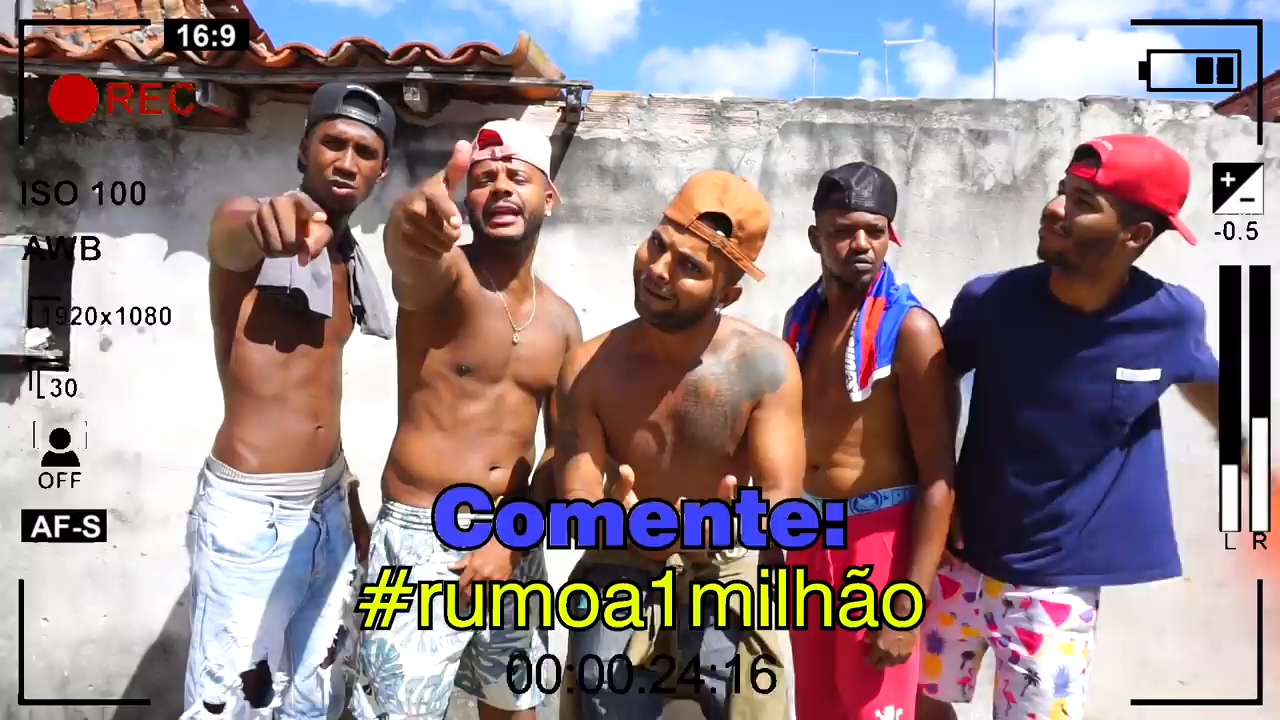 16:9
REC
ISO 100
AWB
1920x1080
30
OFF
AF-S
-0.5
L R
Comente:
#rumoa1milhão
00:00:24:16